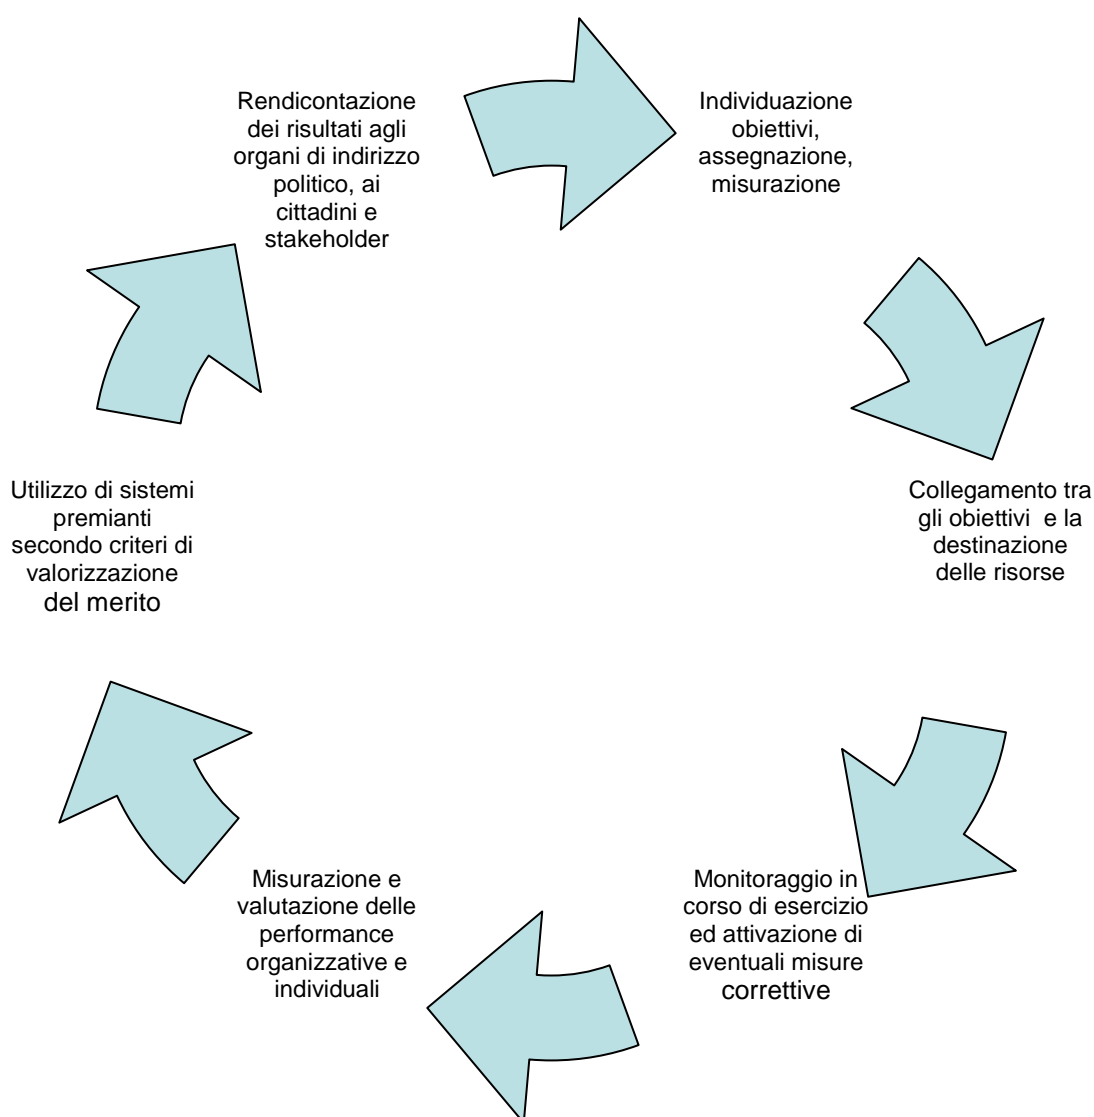 Rendicontazione
dei risultati agli
organi di indirizzo
politico, ai
cittadini e
stakeholder
Individuazione
obiettivi,
assegnazione,
misurazione
Collegamento tra
gli obiettivi e la
destinazione
delle risorse
Monitoraggio in
corso di esercizio
ed attivazione di
eventuali misure
correttive
Misurazione e
valutazione delle
performance
organizzative e
individuali
Utilizzo di sistemi
premianti
secondo criteri di
valorizzazione
del merito